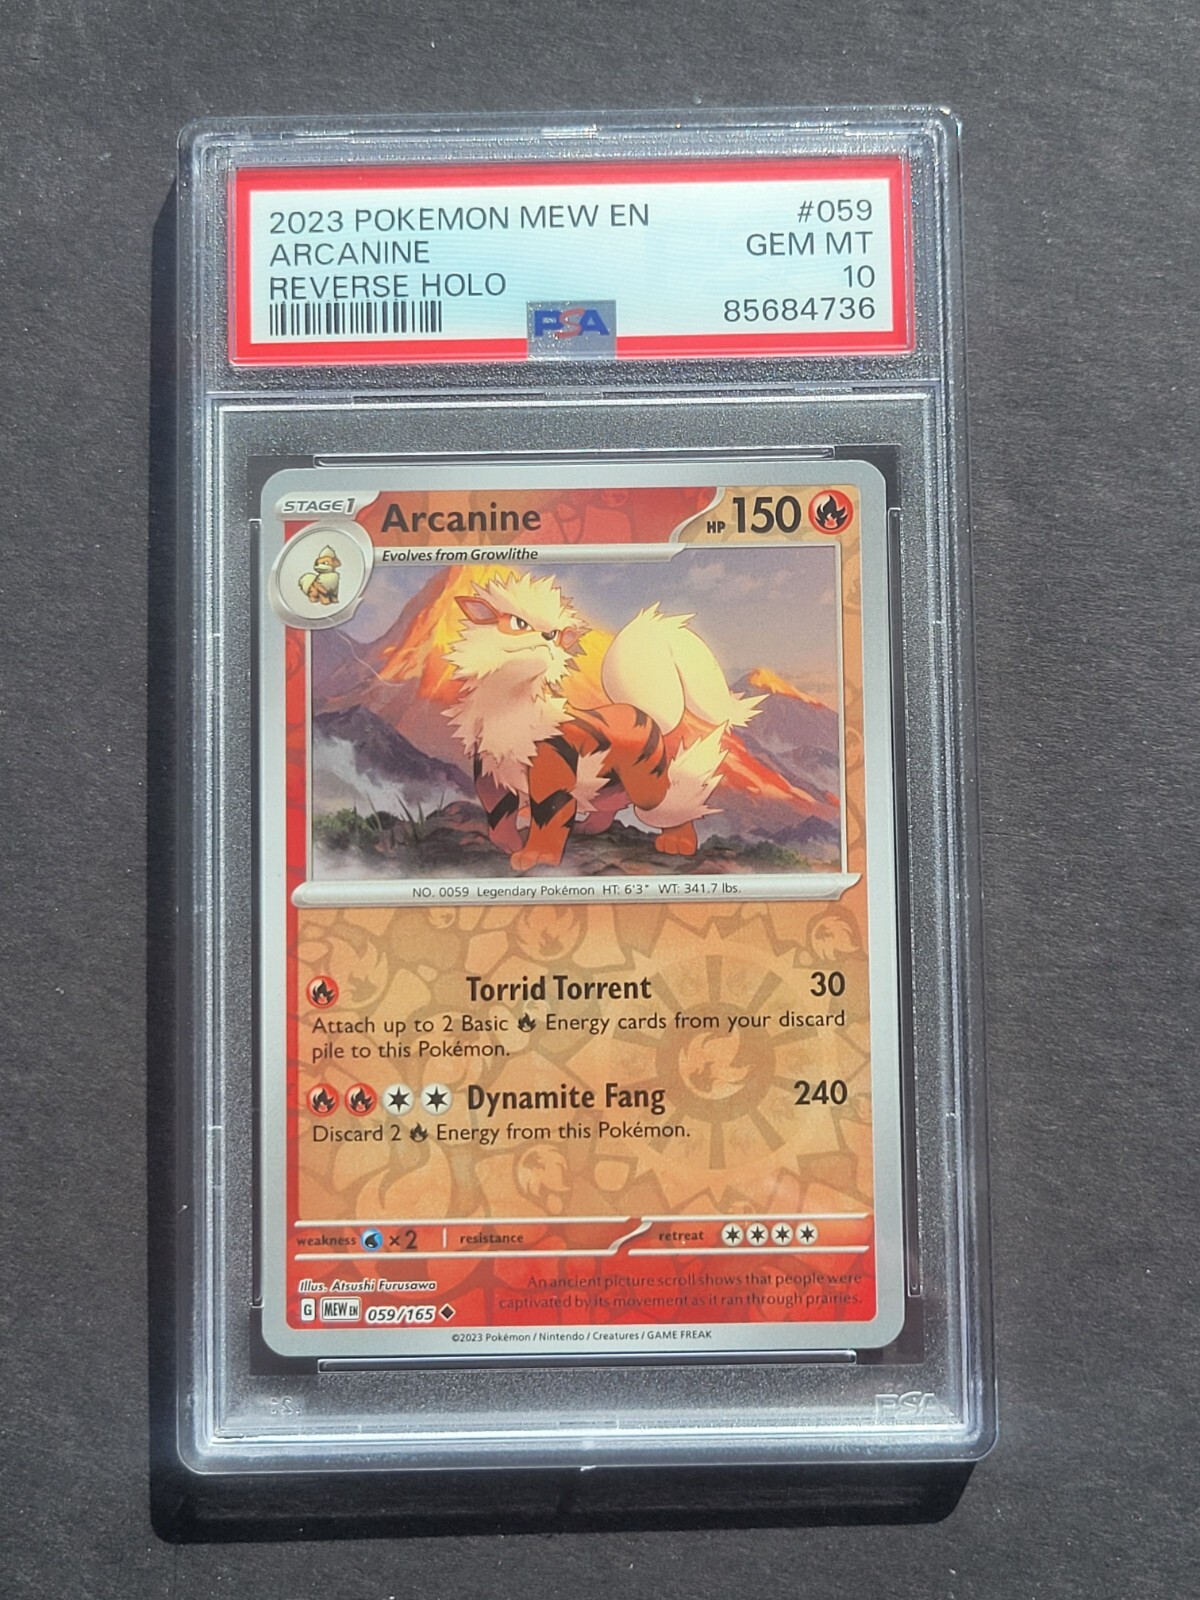 2023 POKEMON MEW EN #059
ARCANINE GEM MT
REVERSE HOLO 10
PSA 85684736
STAGE1 Arcanine HP 150
Evolves from Growlithe
NO. 0059 Legendary Pokémon HT: 6'3" WT: 341.7 lbs.
Torrid Torrent 30
Attach up to 2 Basic Energy cards from your discard
pile to this Pokémon.
Dynamite Fang 240
Discard 2 Energy from this Pokémon.
weakness ×2 resistance retreat
Illus. Atsushi Furusawa
An ancient picture scroll shows that people were
captivated by its movement as it ran through prairies.
G MEW EN 059/165
©2023 Pokémon / Nintendo / Creatures / GAME FREAK
PSA